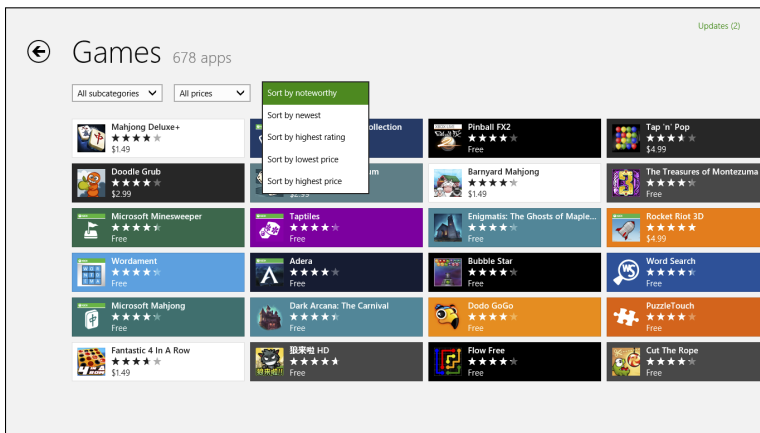 Updates (2)
Games 678 apps
All subcategories
All prices
Sort by noteworthy
Sort by newest
Sort by highest rating
Sort by lowest price
Sort by highest price
Mahjong Deluxe+
$1.49
Doodle Grub
$2.99
Microsoft Minesweeper
Free
Wordament
Free
Microsoft Mahjong
Free
Fantastic 4 In A Row
$1.49
ollection
um
$2.99
Taptiles
Free
Adera
Free
Dark Arcana: The Carnival
Free
狼来啦 HD
Free
Pinball FX2
Free
Barnyard Mahjong
$1.49
Enigmatis: The Ghosts of Maple...
Free
Bubble Star
Free
Dodo GoGo
Free
Flow Free
Free
Tap 'n' Pop
$4.99
The Treasures of Montezuma
Free
Rocket Riot 3D
$4.99
Word Search
Free
PuzzleTouch
Free
Cut The Rope
Free